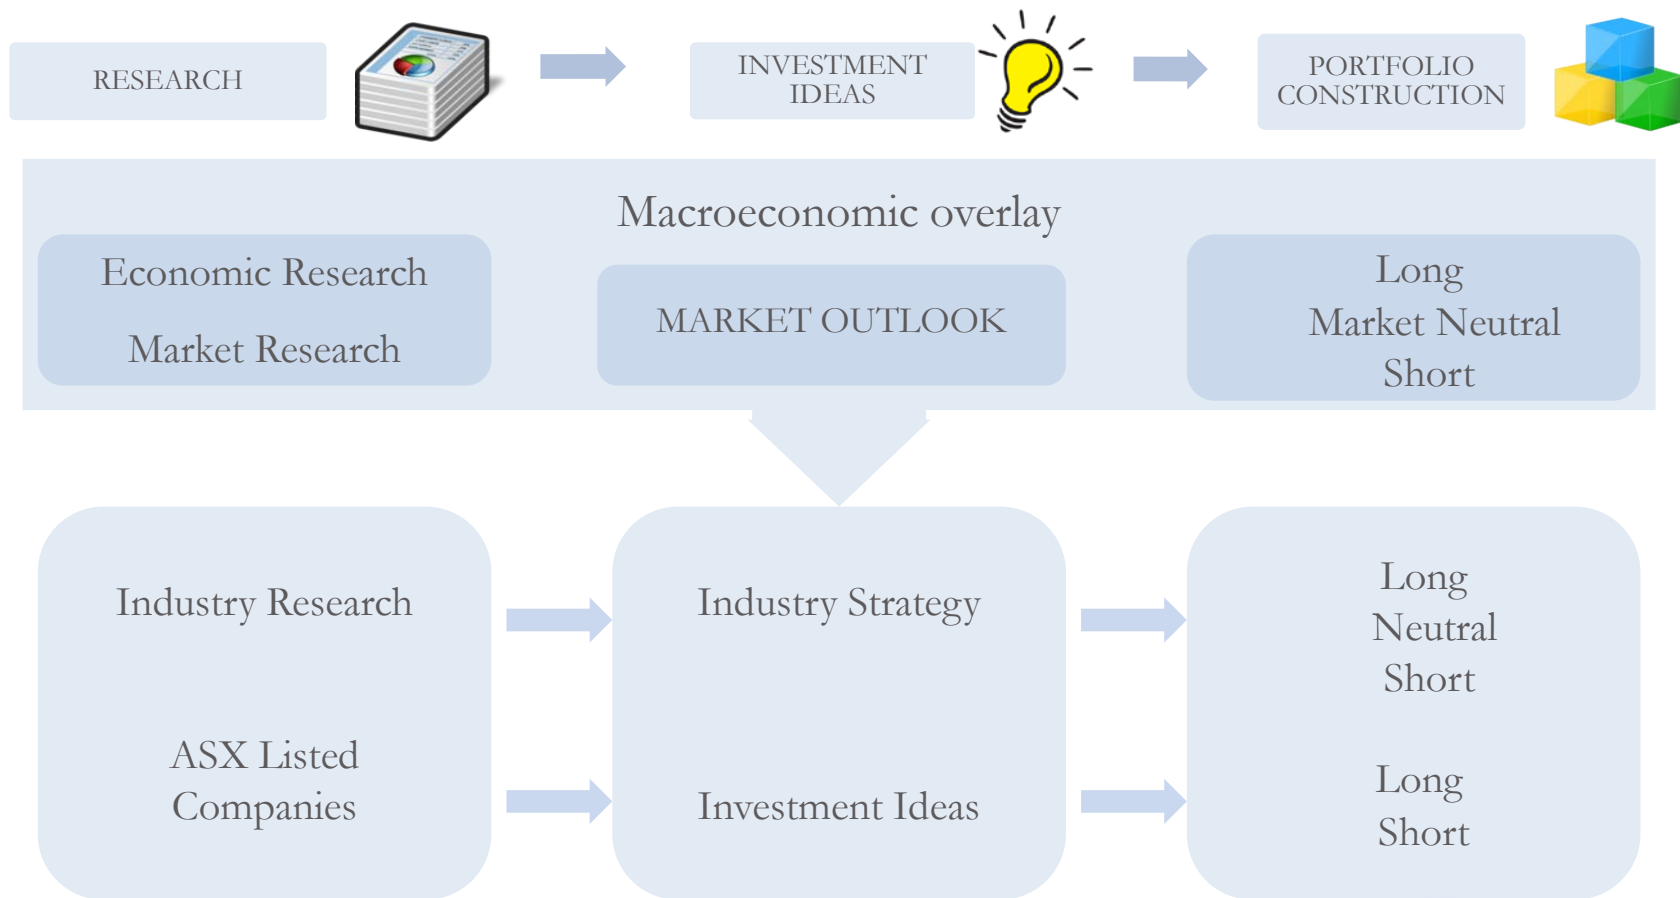 RESEARCH
INVESTMENT
IDEAS
PORTFOLIO
CONSTRUCTION
Macroeconomic overlay
Economic Research
Market Research
MARKET OUTLOOK
Long
Market Neutral
Short
Industry Research
Industry Strategy
Long
Neutral
Short
ASX Listed
Companies
Investment Ideas
Long
Short